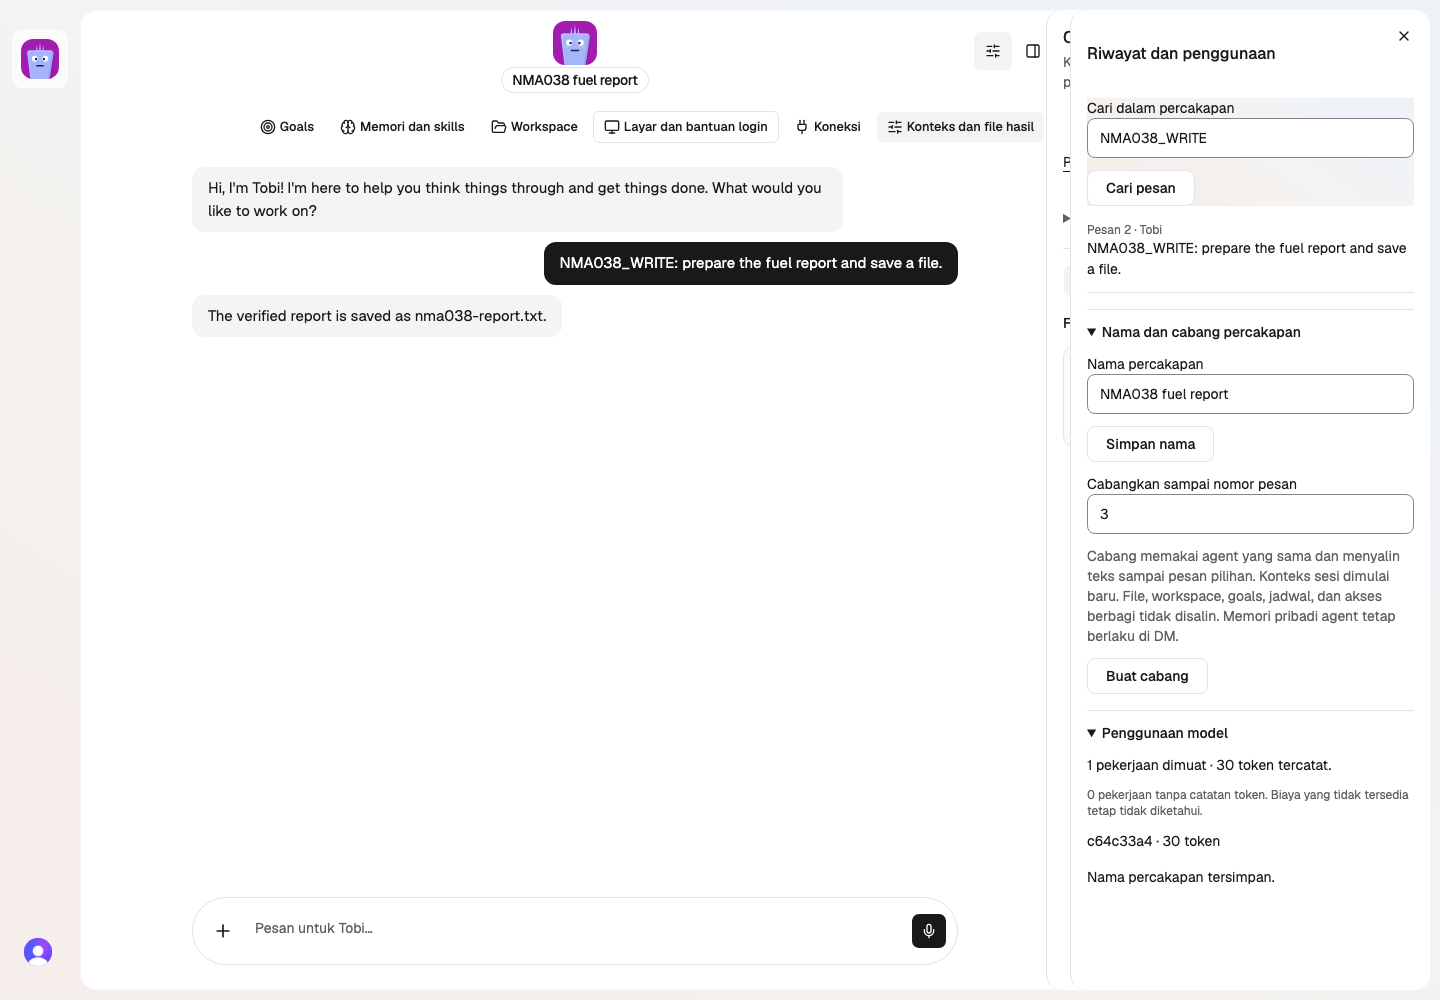 NMA038 fuel report
Goals
Memori dan skills
Workspace
Layar dan bantuan login
Koneksi
Konteks dan file hasil
Hi, I'm Tobi! I'm here to help you think things through and get things done. What would you
like to work on?
NMA038_WRITE: prepare the fuel report and save a file.
The verified report is saved as nma038-report.txt.
Pesan untuk Tobi...
Riwayat dan penggunaan
Cari dalam percakapan
NMA038_WRITE
Cari pesan
Pesan 2 · Tobi
NMA038_WRITE: prepare the fuel report and save
a file.
Nama dan cabang percakapan
Nama percakapan
NMA038 fuel report
Simpan nama
Cabangkan sampai nomor pesan
3
Cabang memakai agent yang sama dan menyalin
teks sampai pesan pilihan. Konteks sesi dimulai
baru. File, workspace, goals, jadwal, dan akses
berbagi tidak disalin. Memori pribadi agent tetap
berlaku di DM.
Buat cabang
Penggunaan model
1 pekerjaan dimuat · 30 token tercatat.
0 pekerjaan tanpa catatan token. Biaya yang tidak tersedia
tetap tidak diketahui.
c64c33a4 · 30 token
Nama percakapan tersimpan.